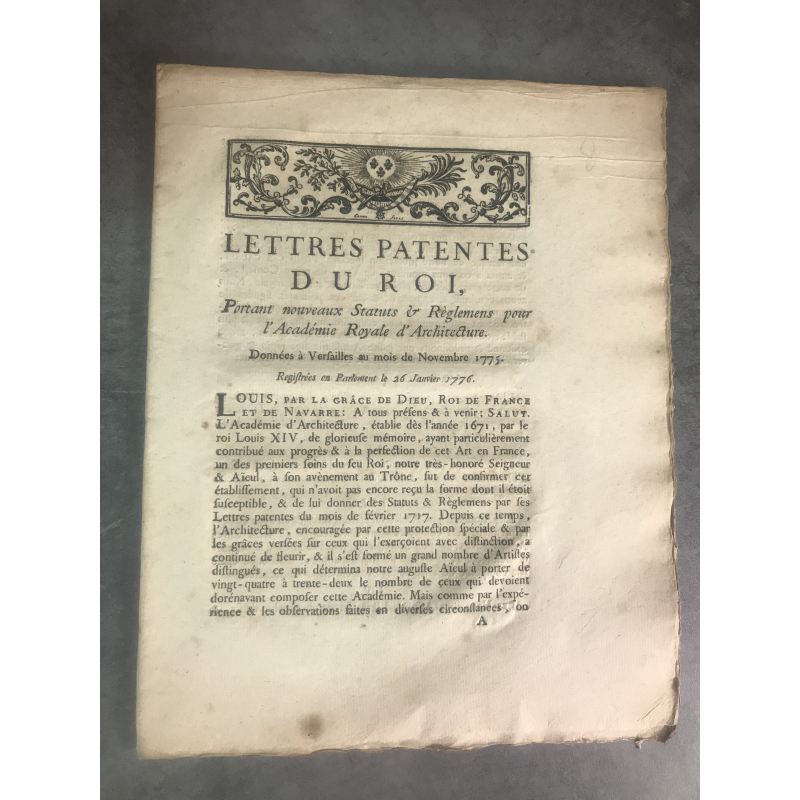 LETTRES PATENTES
DU ROI,
Portant nouveaux Statuts & Règlemens pour
l'Académie Royale d'Architecture.
Données à Versailles au mois de Novembre 1775.
Registrées en Parlement le 26 Janvier 1776.
LOUIS, PAR LA GRÂCE DE DIEU, ROI DE FRANCE
ET DE NAVARRE: A tous présens & à venir; SALUT.
L'Académie d'Architecture, établie dès l'année 1671, par le
roi Louis XIV, de glorieuse mémoire, ayant particulièrement
contribué aux progrès & à la perfection de cet Art en France,
un des premiers soins du feu Roi, notre très-honoré Seigneur
& Aïeul, à son avènement au Trône, fut de confirmer cet
établissement, qui n'avoit pas encore reçu la forme dont il étoit
susceptible, & de lui donner des Statuts & Règlemens par ses
Lettres patentes du mois de février 1717. Depuis ce temps,
l'Architecture, encouragée par cette protection spéciale & par
les grâces versées sur ceux qui l'exerçoient avec distinction, a
continué de fleurir, & il s'est formé un grand nombre d'Artistes
distingués, ce qui détermina notre auguste Aïeul à porter de
vingt-quatre à trente-deux le nombre de ceux qui devoient
dorénavant composer cette Académie. Mais comme par l'expé-
rience & les observations faites en diverses circonstances, on
A